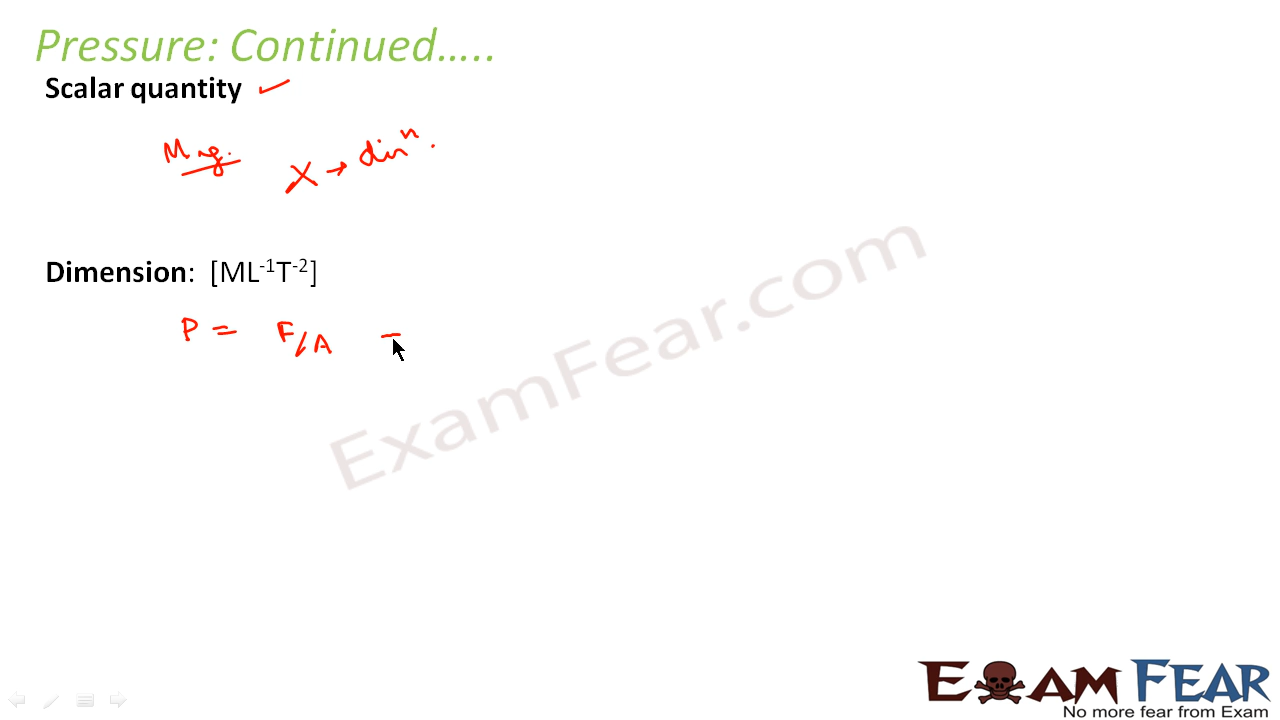 Pressure: Continued.....
Scalar quantity ✓
Mag. X → dirⁿ.
Dimension: [ML⁻¹T⁻²]
P = F/A
ExamFear.com
EXAM FEAR
No more fear from Exam